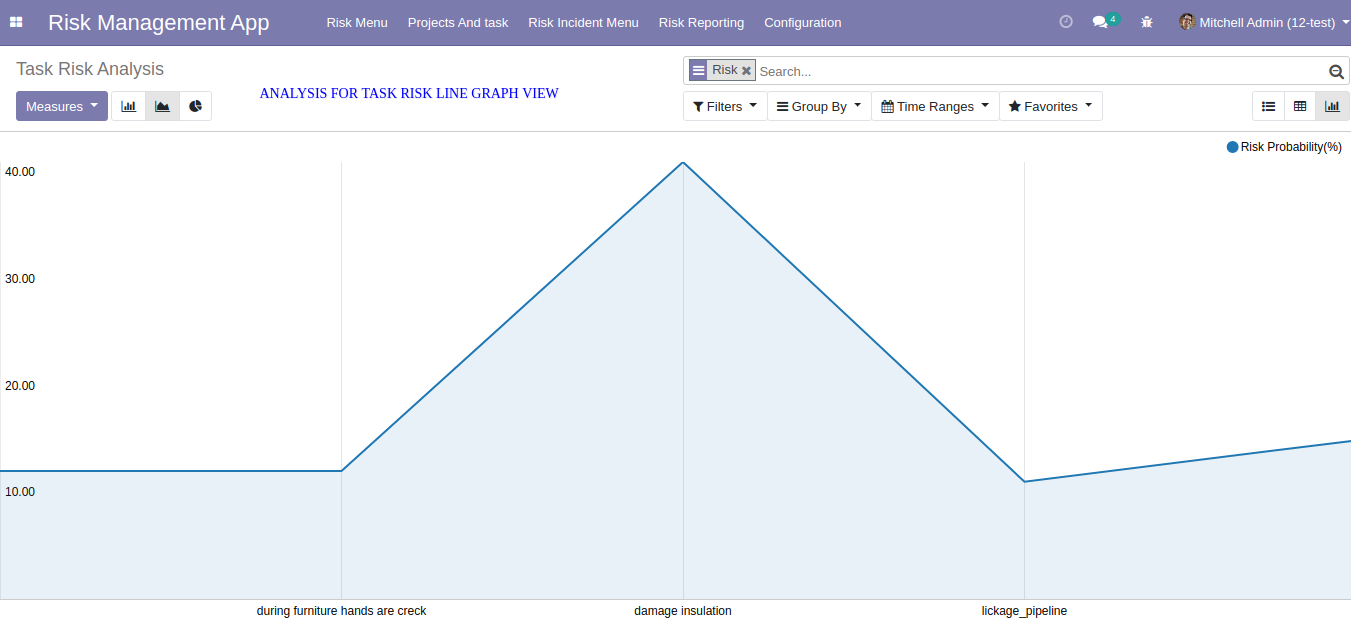 Risk Management App
Risk Menu Projects And task Risk Incident Menu Risk Reporting Configuration
4
Mitchell Admin (12-test)
Task Risk Analysis
Risk Search...
Measures
ANALYSIS FOR TASK RISK LINE GRAPH VIEW
Filters Group By Time Ranges Favorites
Risk Probability(%)
40.00
30.00
20.00
10.00
during furniture hands are creck damage insulation lickage_pipeline